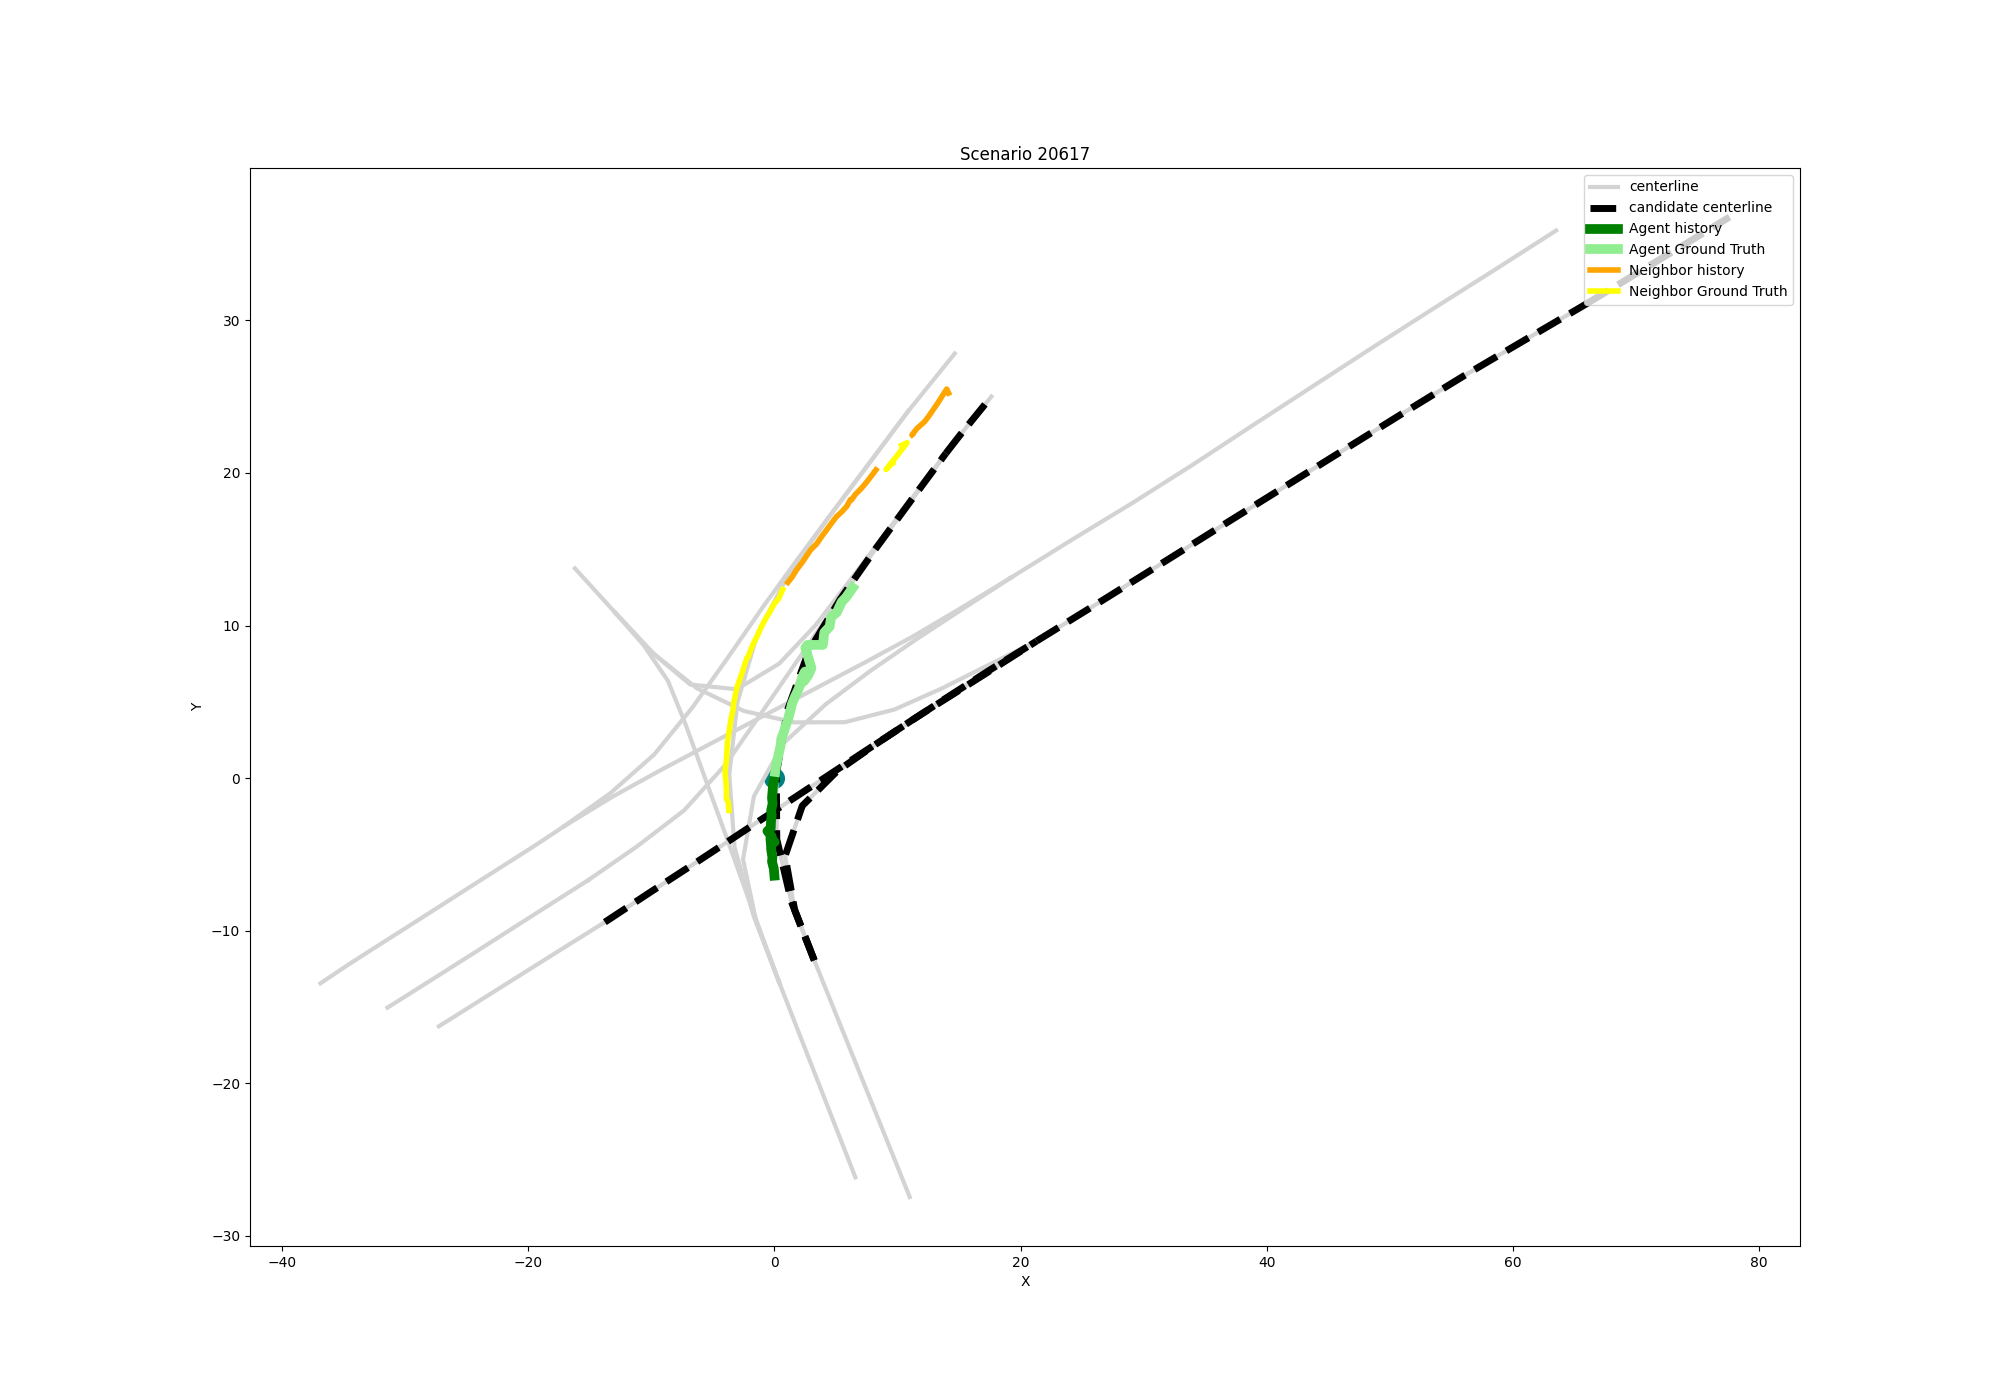 Scenario 20617
centerline
candidate centerline
Agent history
Agent Ground Truth
Neighbor history
Neighbor Ground Truth
30
20
10
0
−10
−20
−30
Y
−40
−20
0
20
40
60
80
X